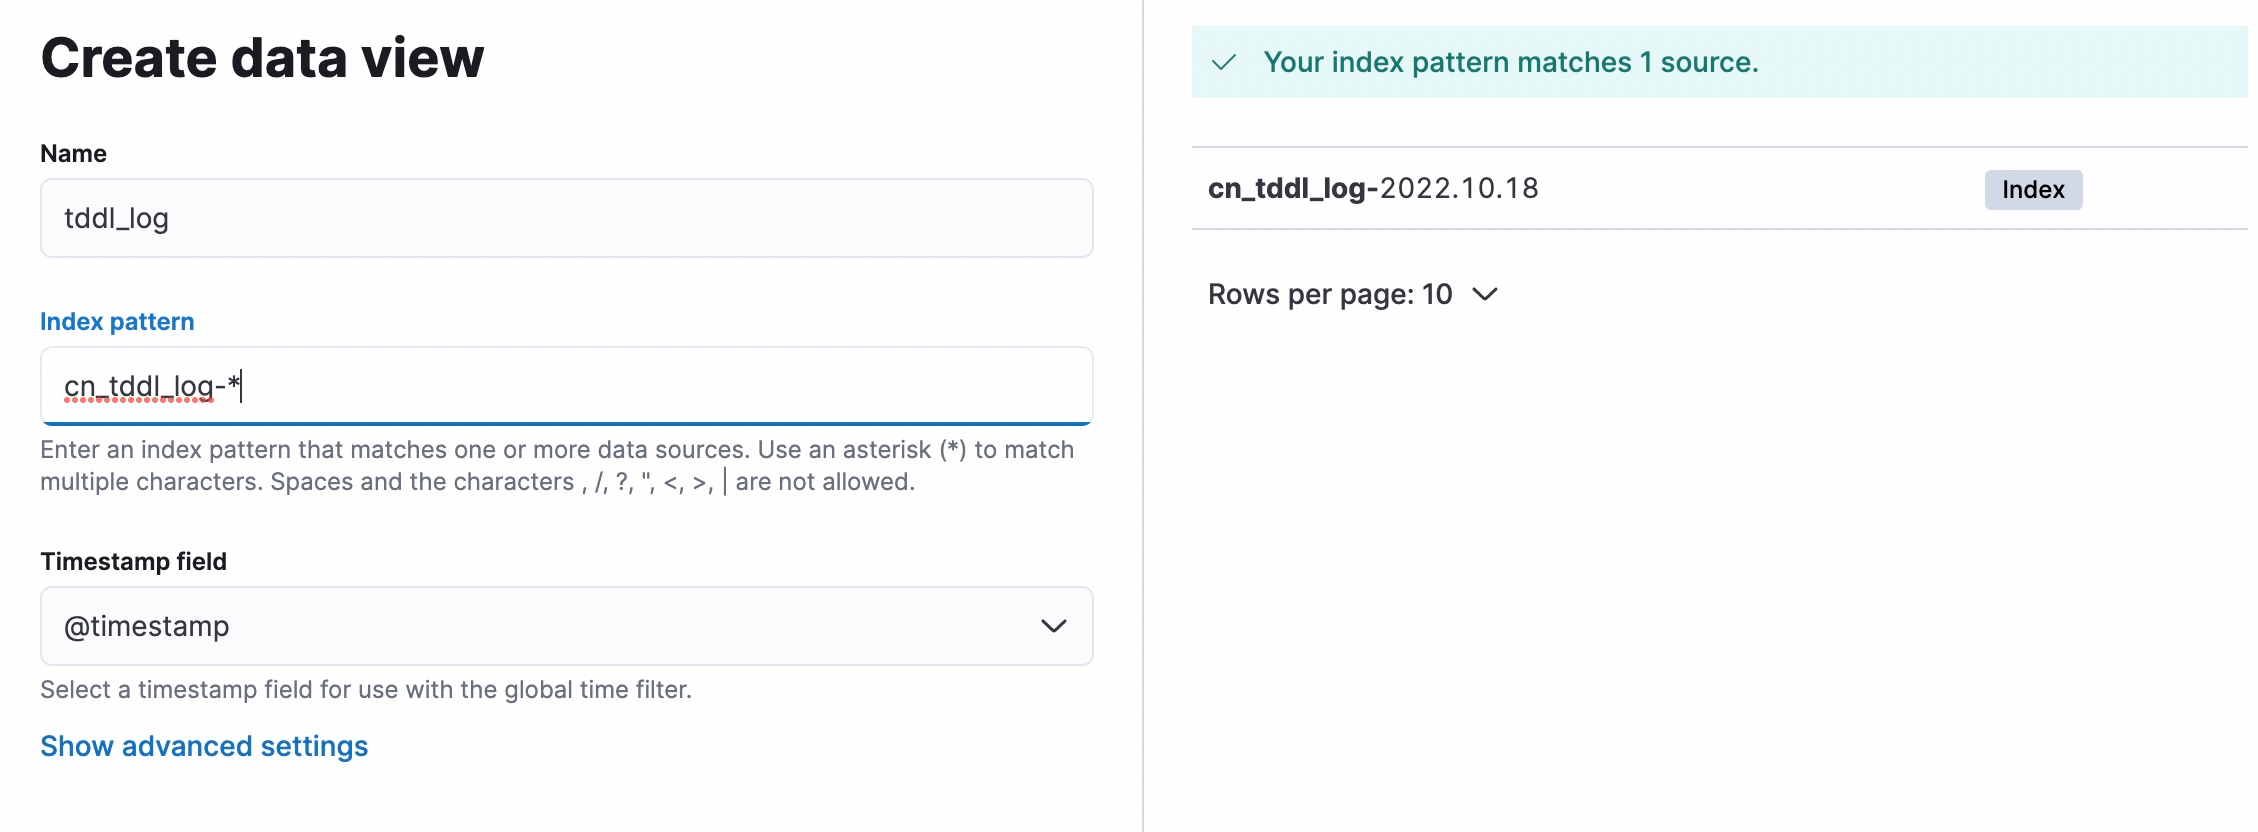 Create data view
Name
tddl_log
Index pattern
cn_tddl_log-*
Enter an index pattern that matches one or more data sources. Use an asterisk (*) to match
multiple characters. Spaces and the characters , /, ?, ", <, >, | are not allowed.
Timestamp field
@timestamp
Select a timestamp field for use with the global time filter.
Show advanced settings
Your index pattern matches 1 source.
cn_tddl_log-2022.10.18 Index
Rows per page: 10